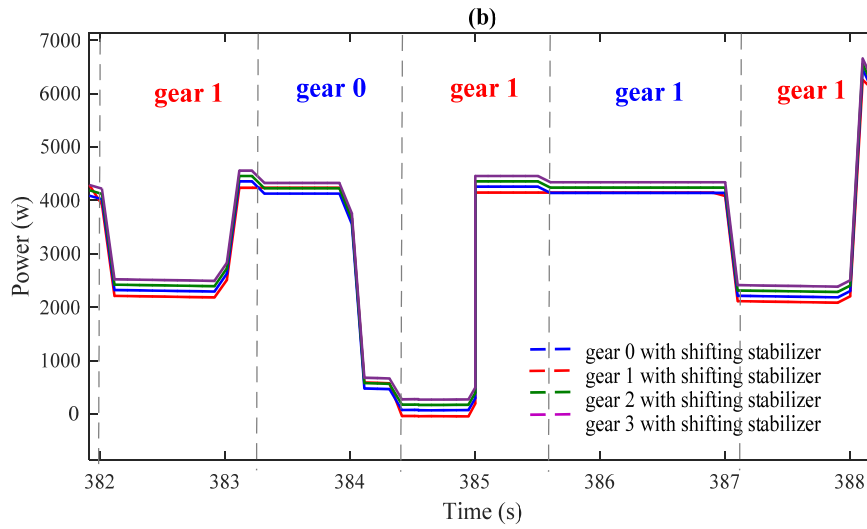 (b)
7000
6000
5000
4000
3000
2000
1000
0
Power (w)
gear 1 gear 0 gear 1 gear 1 gear 1
gear 0 with shifting stabilizer
gear 1 with shifting stabilizer
gear 2 with shifting stabilizer
gear 3 with shifting stabilizer
382 383 384 385 386 387 388
Time (s)